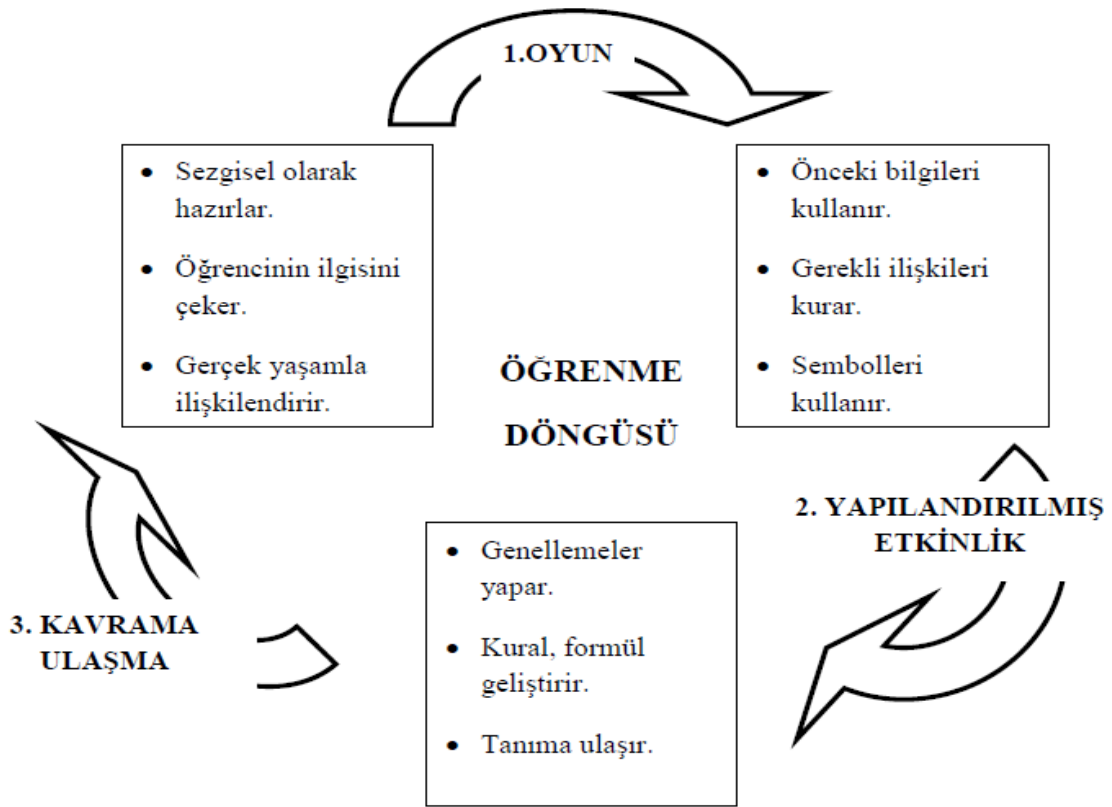 1.OYUN
• Sezgisel olarak
hazırlar.
• Öğrencinin ilgisini
çeker.
• Gerçek yaşamla
ilişkilendirir.
• Önceki bilgileri
kullanır.
• Gerekli ilişkileri
kurar.
• Sembolleri
kullanır.
ÖĞRENME
DÖNGÜSÜ
2. YAPILANDIRILMIŞ
ETKİNLİK
• Genellemeler
yapar.
• Kural, formül
geliştirir.
• Tanıma ulaşır.
3. KAVRAMA
ULAŞMA